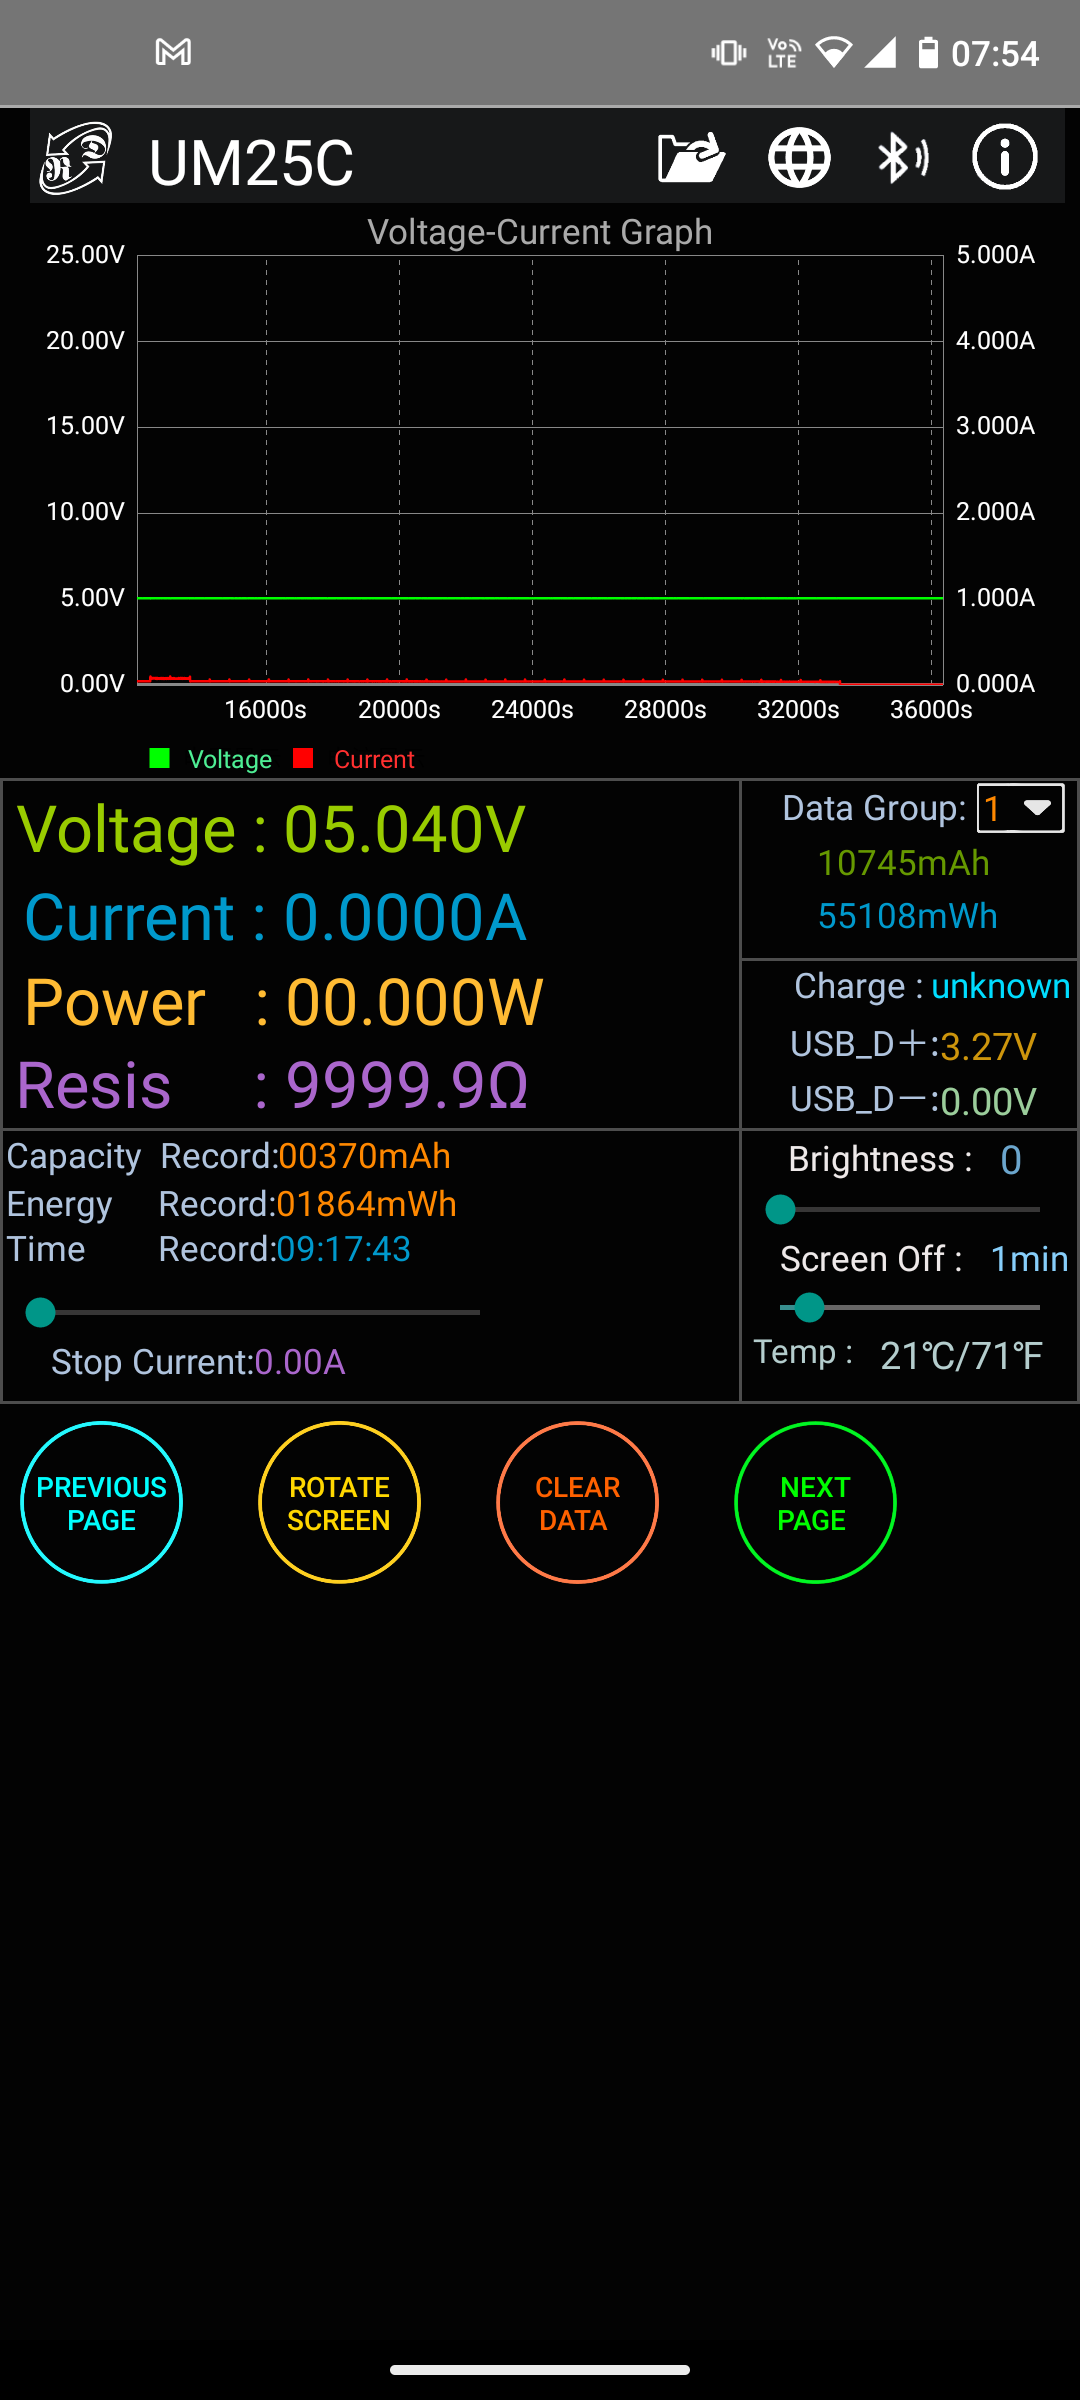 07:54
UM25C
Voltage-Current Graph
25.00V 5.000A
20.00V 4.000A
15.00V 3.000A
10.00V 2.000A
5.00V 1.000A
0.00V 0.000A
16000s 20000s 24000s 28000s 32000s 36000s
Voltage Current
Voltage : 05.040V
Current : 0.0000A
Power : 00.000W
Resis : 9999.9Ω
Data Group: 1
10745mAh
55108mWh
Charge : unknown
USB_D+:3.27V
USB_D−:0.00V
Capacity Record:00370mAh
Energy Record:01864mWh
Time Record:09:17:43
Stop Current:0.00A
Brightness : 0
Screen Off : 1min
Temp : 21℃/71℉
PREVIOUS PAGE
ROTATE SCREEN
CLEAR DATA
NEXT PAGE